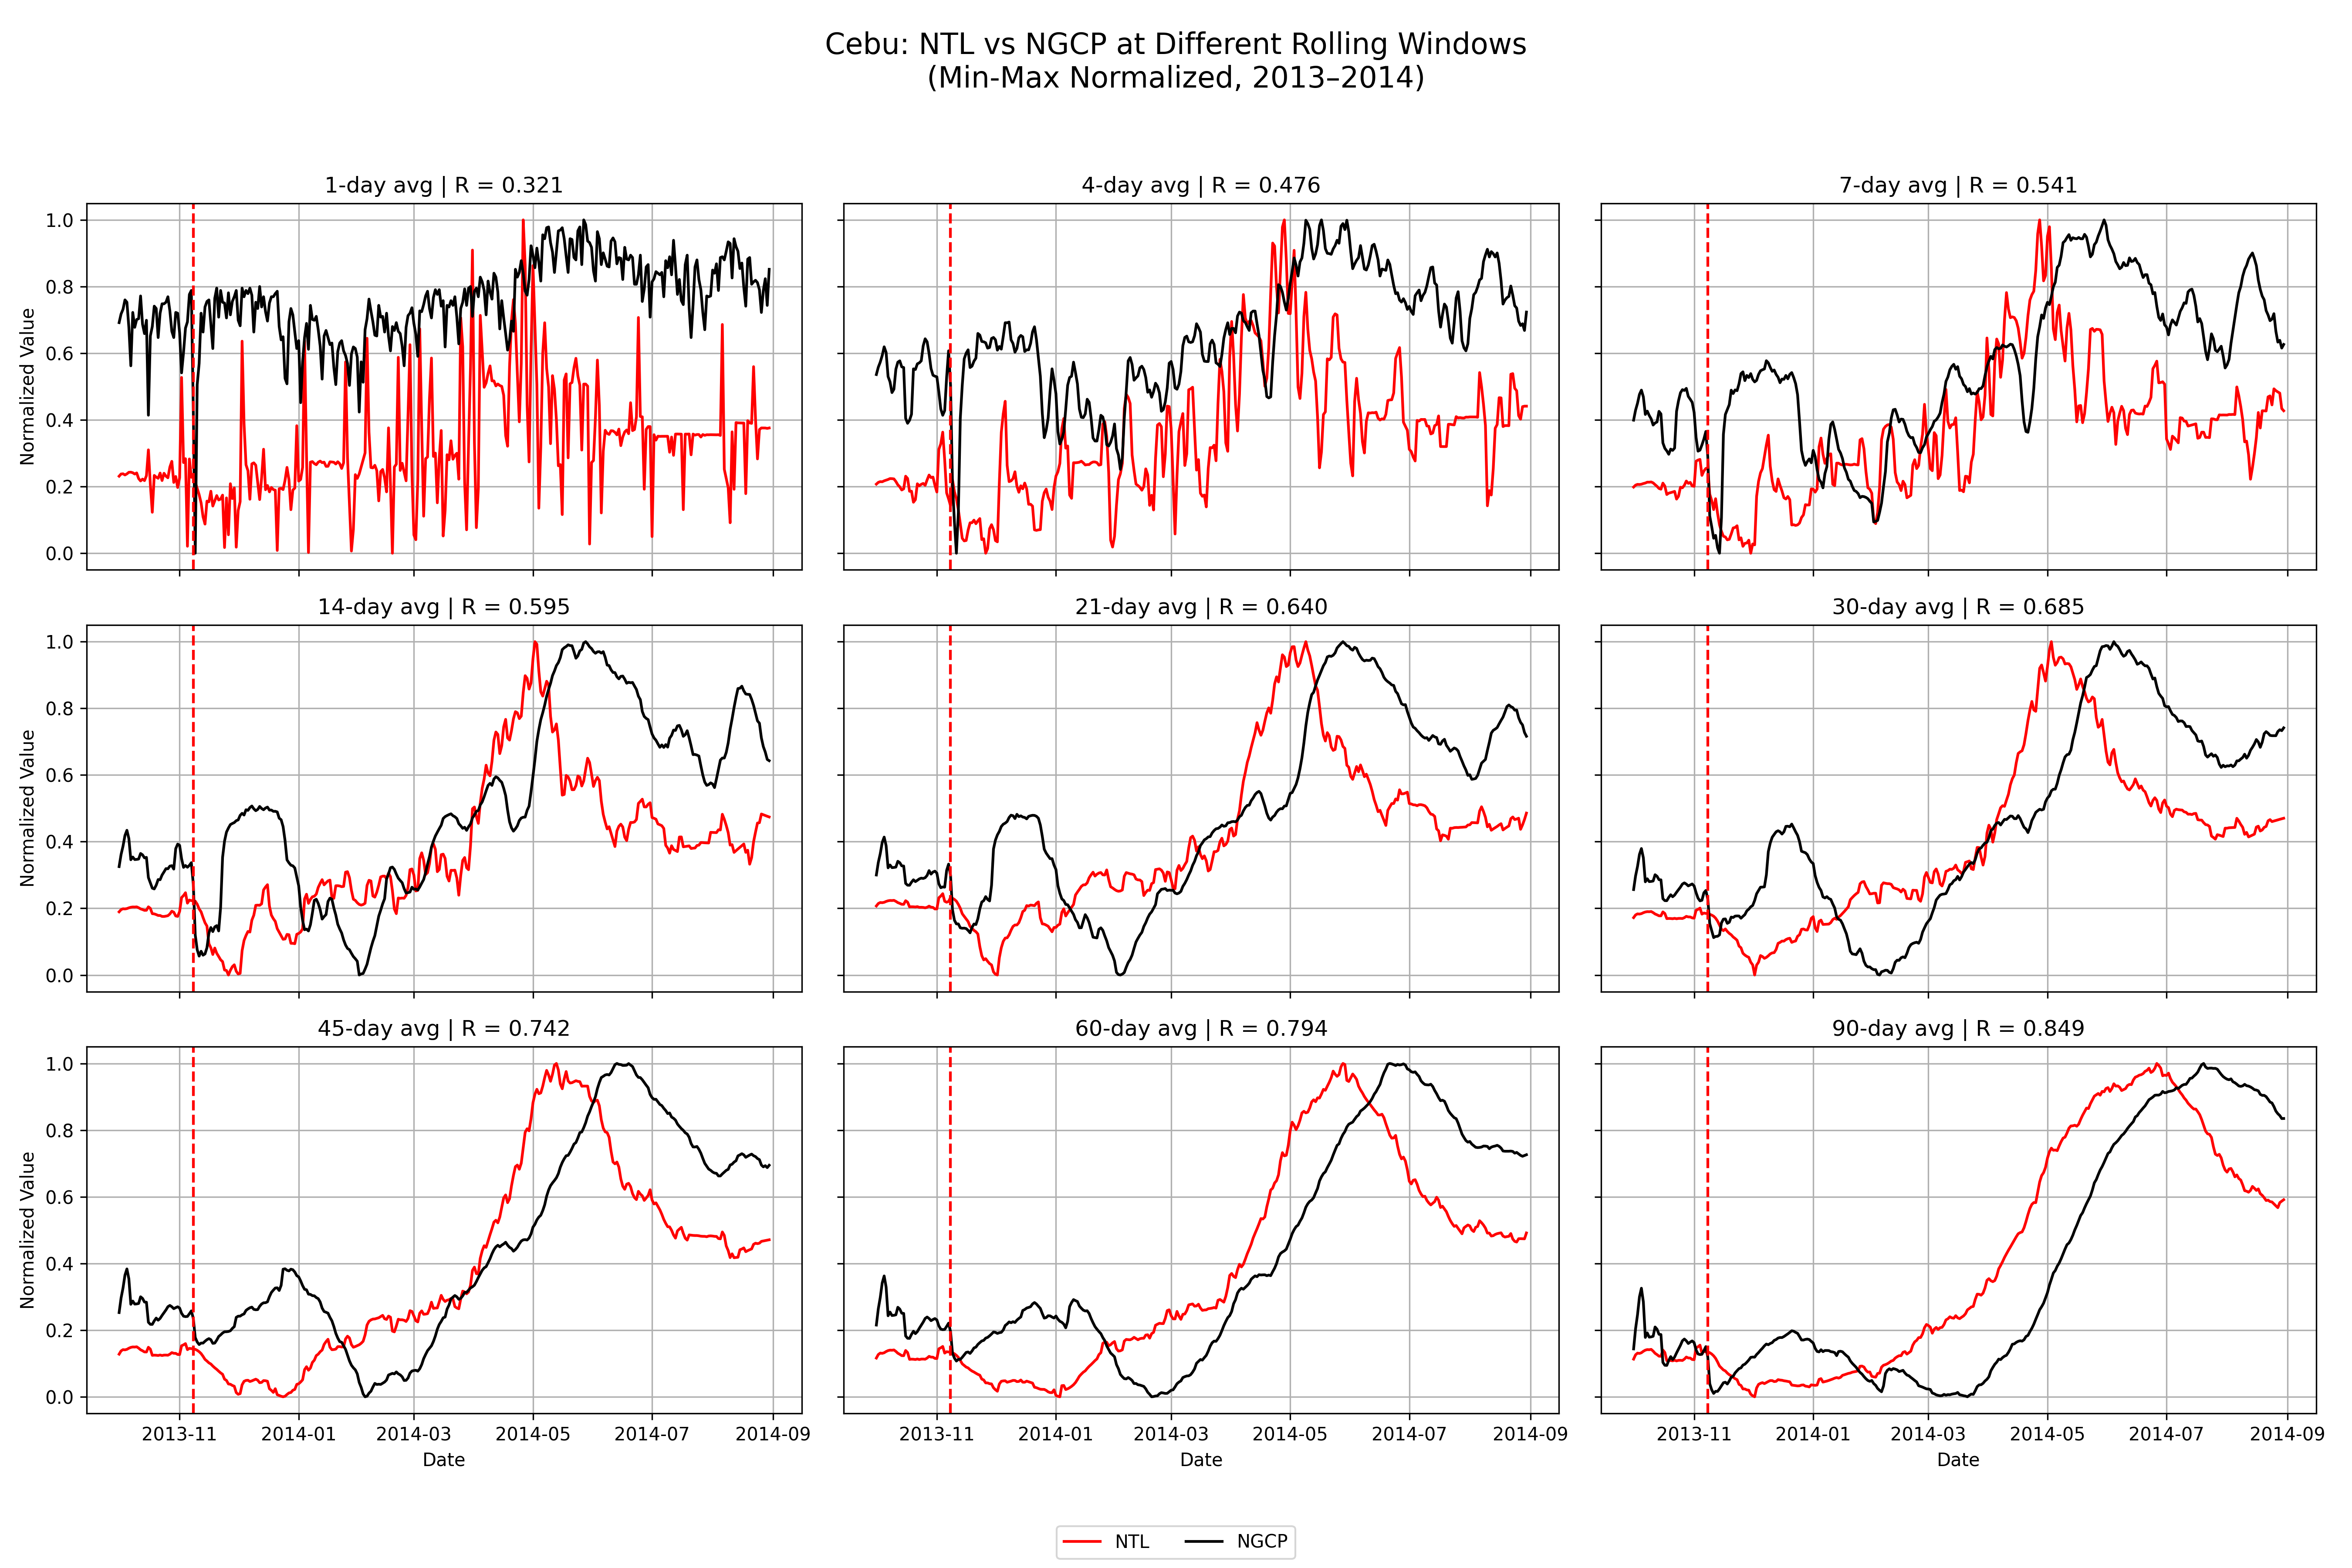 Cebu: NTL vs NGCP at Different Rolling Windows
(Min-Max Normalized, 2013–2014)
1-day avg | R = 0.321
4-day avg | R = 0.476
7-day avg | R = 0.541
Normalized Value
1.0
0.8
0.6
0.4
0.2
0.0
14-day avg | R = 0.595
21-day avg | R = 0.640
30-day avg | R = 0.685
Normalized Value
1.0
0.8
0.6
0.4
0.2
0.0
45-day avg | R = 0.742
60-day avg | R = 0.794
90-day avg | R = 0.849
Normalized Value
1.0
0.8
0.6
0.4
0.2
0.0
2013-11 2014-01 2014-03 2014-05 2014-07 2014-09
2013-11 2014-01 2014-03 2014-05 2014-07 2014-09
2013-11 2014-01 2014-03 2014-05 2014-07 2014-09
Date
Date
Date
NTL NGCP